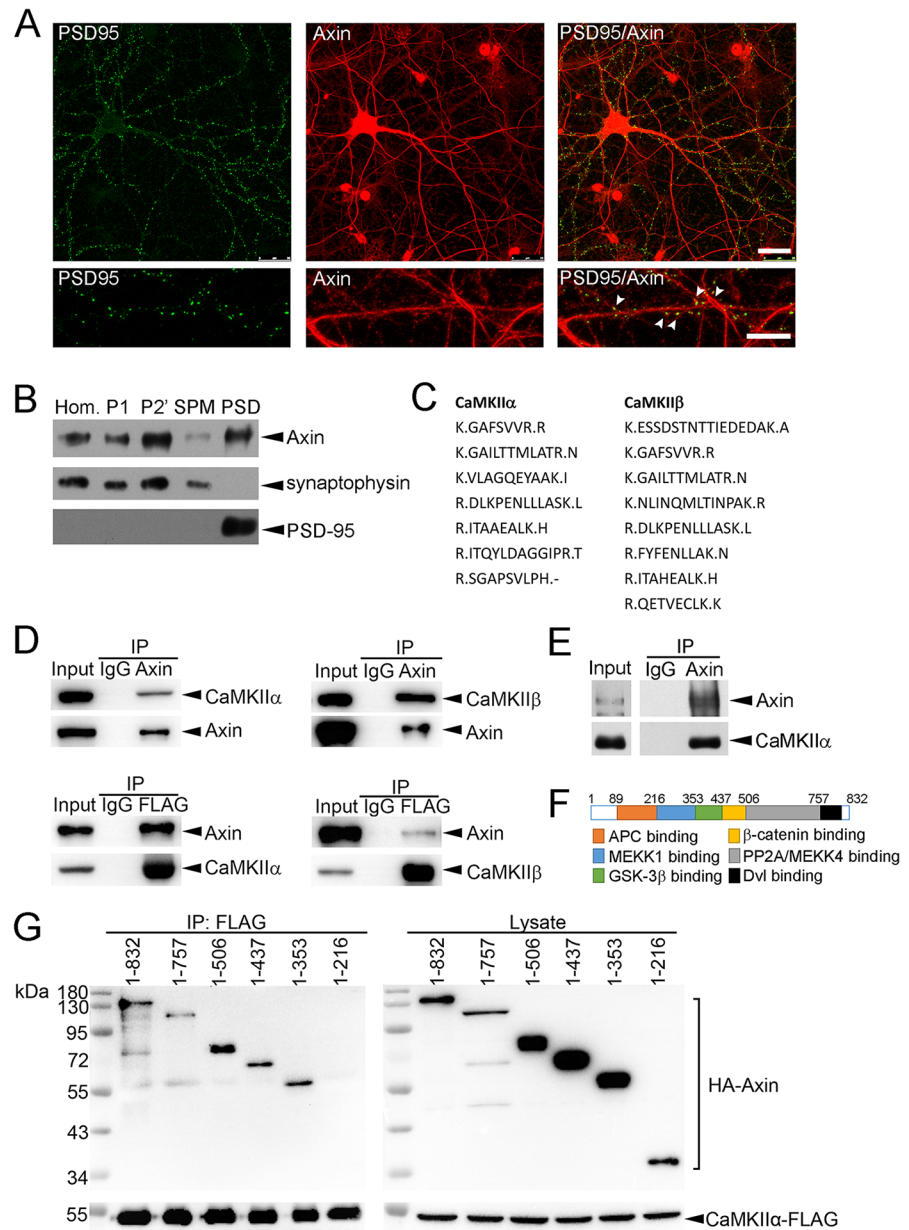 A
PSD95
Axin
PSD95/Axin
PSD95
Axin
PSD95/Axin
B
Hom. P1 P2' SPM PSD
Axin
synaptophysin
PSD-95
C
CaMKIIα
K.GAFSVVR.R
K.GAILTTMLATR.N
K.VLAGQEYAAK.I
R.DLKPENLLLASK.L
R.ITAAEALK.H
R.ITQYLDAGGIPR.T
R.SGAPSVLPH.-
CaMKIIβ
K.ESSDSTNTTIEDEDAK.A
K.GAFSVVR.R
K.GAILTTMLATR.N
K.NLINQMLTINPAK.R
R.DLKPENLLLASK.L
R.FYFENLLAK.N
R.ITAHEALK.H
R.QETVECLK.K
D
IP
Input IgG Axin
CaMKIIα
Axin
IP
Input IgG Axin
CaMKIIβ
Axin
IP
Input IgG FLAG
Axin
CaMKIIα
IP
Input IgG FLAG
Axin
CaMKIIβ
E
IP
Input IgG Axin
Axin
CaMKIIα
F
1 89 216 353 437 506 757 832
APC binding
MEKK1 binding
GSK-3β binding
β-catenin binding
PP2A/MEKK4 binding
Dvl binding
G
IP: FLAG
1-832 1-757 1-506 1-437 1-353 1-216
Lysate
1-832 1-757 1-506 1-437 1-353 1-216
kDa
180
130
95
72
55
43
34
55
HA-Axin
CaMKIIα-FLAG